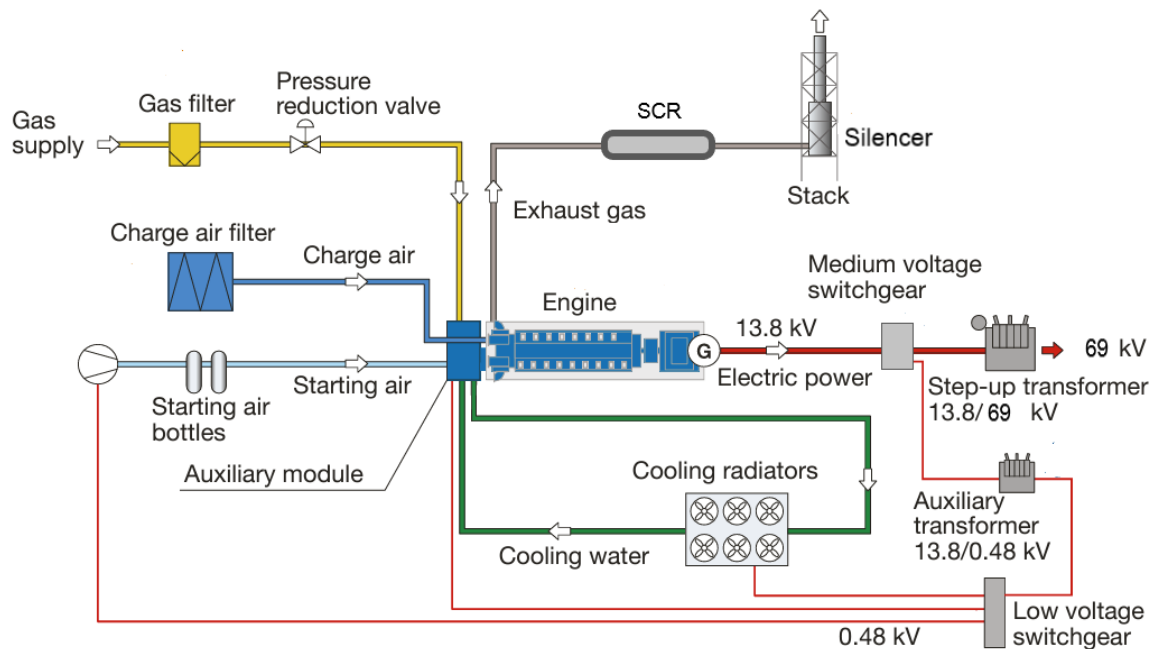 Gas
supply
Gas filter
Pressure
reduction valve
SCR
Silencer
Stack
Exhaust gas
Charge air filter
Charge air
Engine
Medium voltage
switchgear
13.8 kV
G
Electric power
69 kV
Step-up transformer
13.8/69 kV
Starting air
Starting air
bottles
Auxiliary module
Cooling radiators
Cooling water
Auxiliary
transformer
13.8/0.48 kV
0.48 kV
Low voltage
switchgear